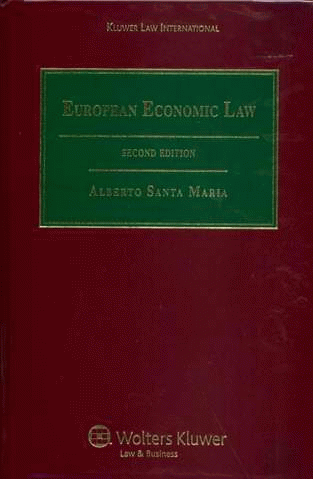 KLUWER LAW INTERNATIONAL
EUROPEAN ECONOMIC LAW
SECOND EDITION
ALBERTO SANTA MARIA
Wolters Kluwer
Law & Business